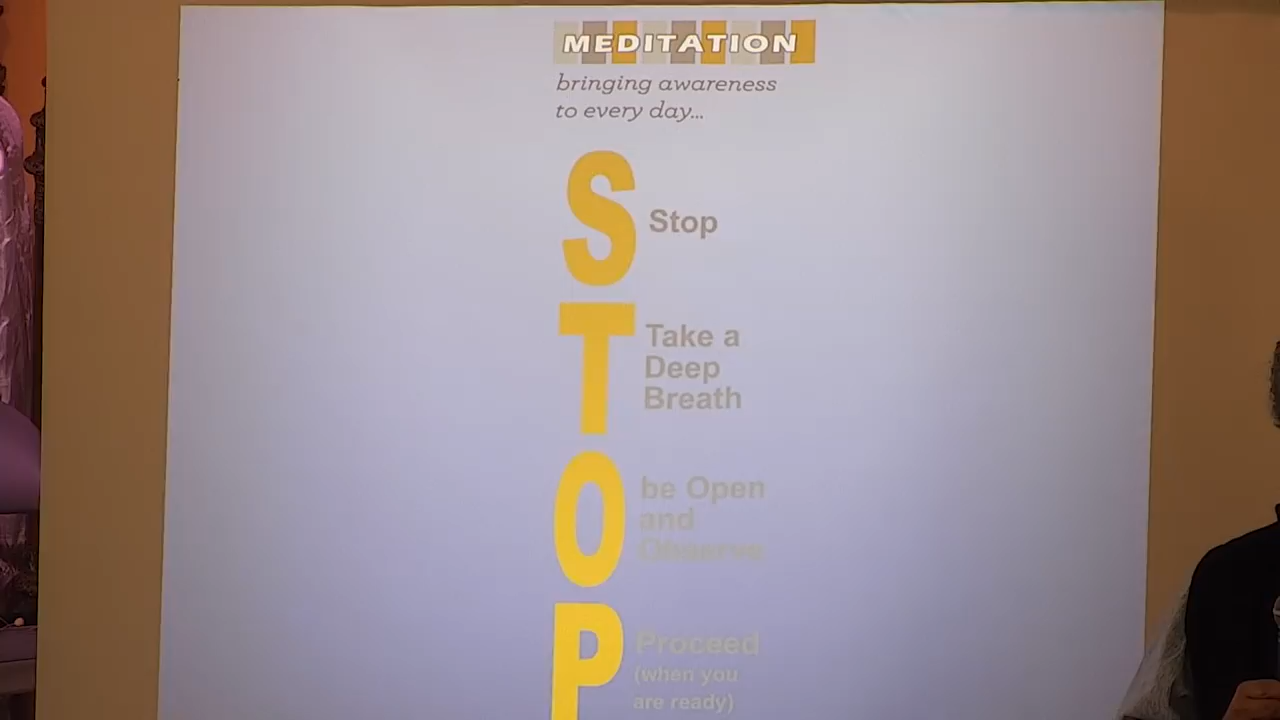 MEDITATION
bringing awareness
to every day...
S
Stop
T
Take a
Deep
Breath
O
be Open
and
Observe
P
Proceed
(when you
are ready)